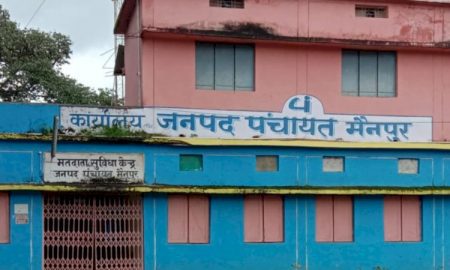 कार्यालय जनपद पंचायत मैनपुर
मतदाता सुविधा केन्द्र
जनपद पंचायत मैनपुर